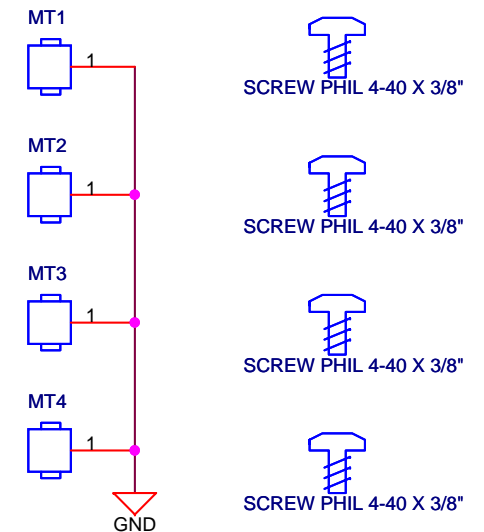 MT1
1
SCREW PHIL 4-40 X 3/8"
MT2
1
SCREW PHIL 4-40 X 3/8"
MT3
1
SCREW PHIL 4-40 X 3/8"
MT4
1
SCREW PHIL 4-40 X 3/8"
GND